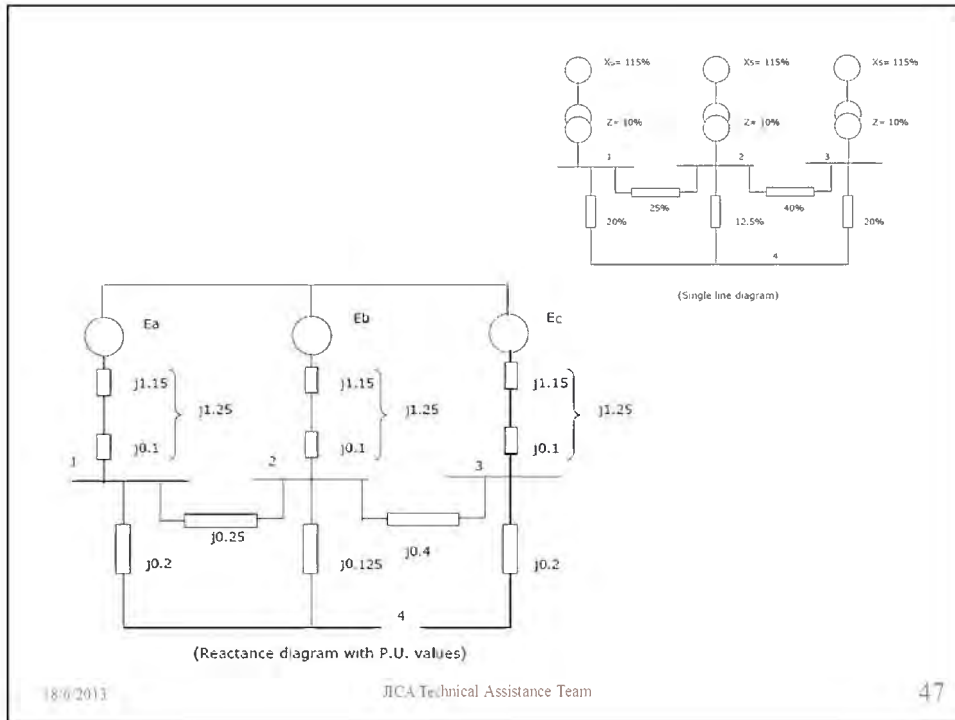 Xs= 115% Xs= 115% Xs= 115%
Z= 10% Z= 10% Z= 10%
1 2 3
25% 40%
20% 12.5% 20%
4
(Single line diagram)
Ea Eb Ec
j1.15 j1.15 j1.15
j1.25 j1.25 j1.25
j0.1 j0.1 j0.1
1 2 3
j0.25 j0.4
j0.2 j0.125 j0.2
4
(Reactance diagram with P.U. values)
18/6/2013 JICA Technical Assistance Team 47